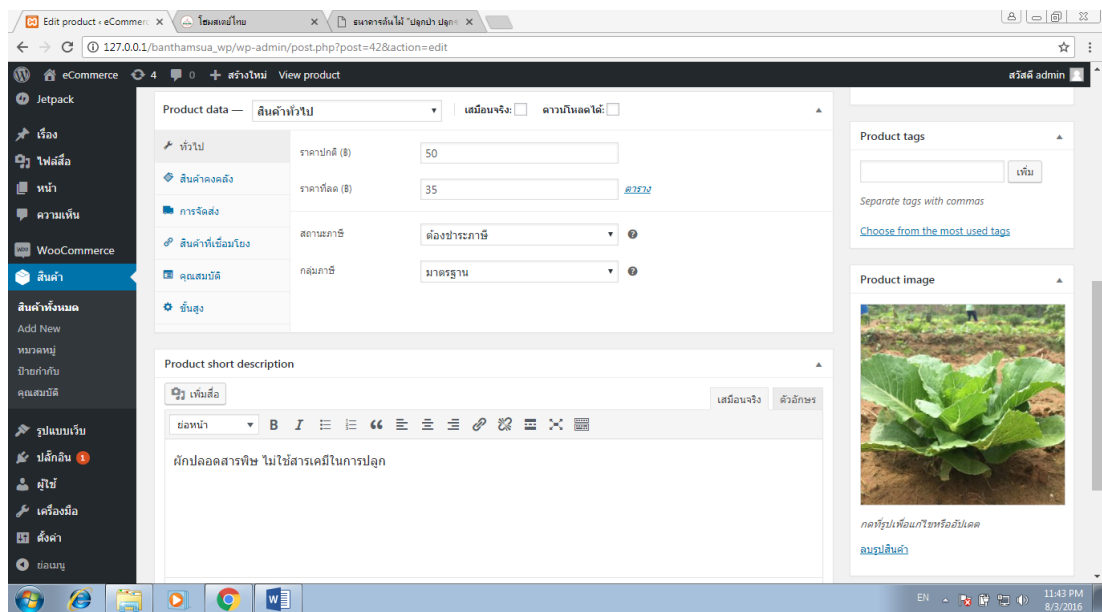 Edit product ‹ eCommerc
โฮมสเตย์ไทย
ธนาคารต้นไม้ "ปลูกป่า ปลูกร
127.0.0.1/banthamsua_wp/wp-admin/post.php?post=42&action=edit
eCommerce 4 0 สร้างใหม่ View product
สวัสดี admin
Jetpack
เรื่อง
ไฟล์สื่อ
หน้า
ความเห็น
WooCommerce
สินค้า
สินค้าทั้งหมด
Add New
หมวดหมู่
ป้ายกำกับ
คุณสมบัติ
รูปแบบเว็บ
ปลั๊กอิน 1
ผู้ใช้
เครื่องมือ
ตั้งค่า
ย่อเมนู
Product data — สินค้าทั่วไป เสมือนจริง: ดาวน์โหลดได้:
ทั่วไป
สินค้าคงคลัง
การจัดส่ง
สินค้าที่เชื่อมโยง
คุณสมบัติ
ขั้นสูง
ราคาปกติ (฿) 50
ราคาที่ลด (฿) 35 ตาราง
สถานะภาษี ต้องชำระภาษี
กลุ่มภาษี มาตรฐาน
Product short description
เพิ่มสื่อ
เสมือนจริง ตัวอักษร
ย่อหน้า
B I
ผักปลอดสารพิษ ไม่ใช้สารเคมีในการปลูก
Product tags
เพิ่ม
Separate tags with commas
Choose from the most used tags
Product image
กดที่รูปเพื่อแก้ไขหรืออัปเดต
ลบรูปสินค้า
EN
11:43 PM
8/3/2016